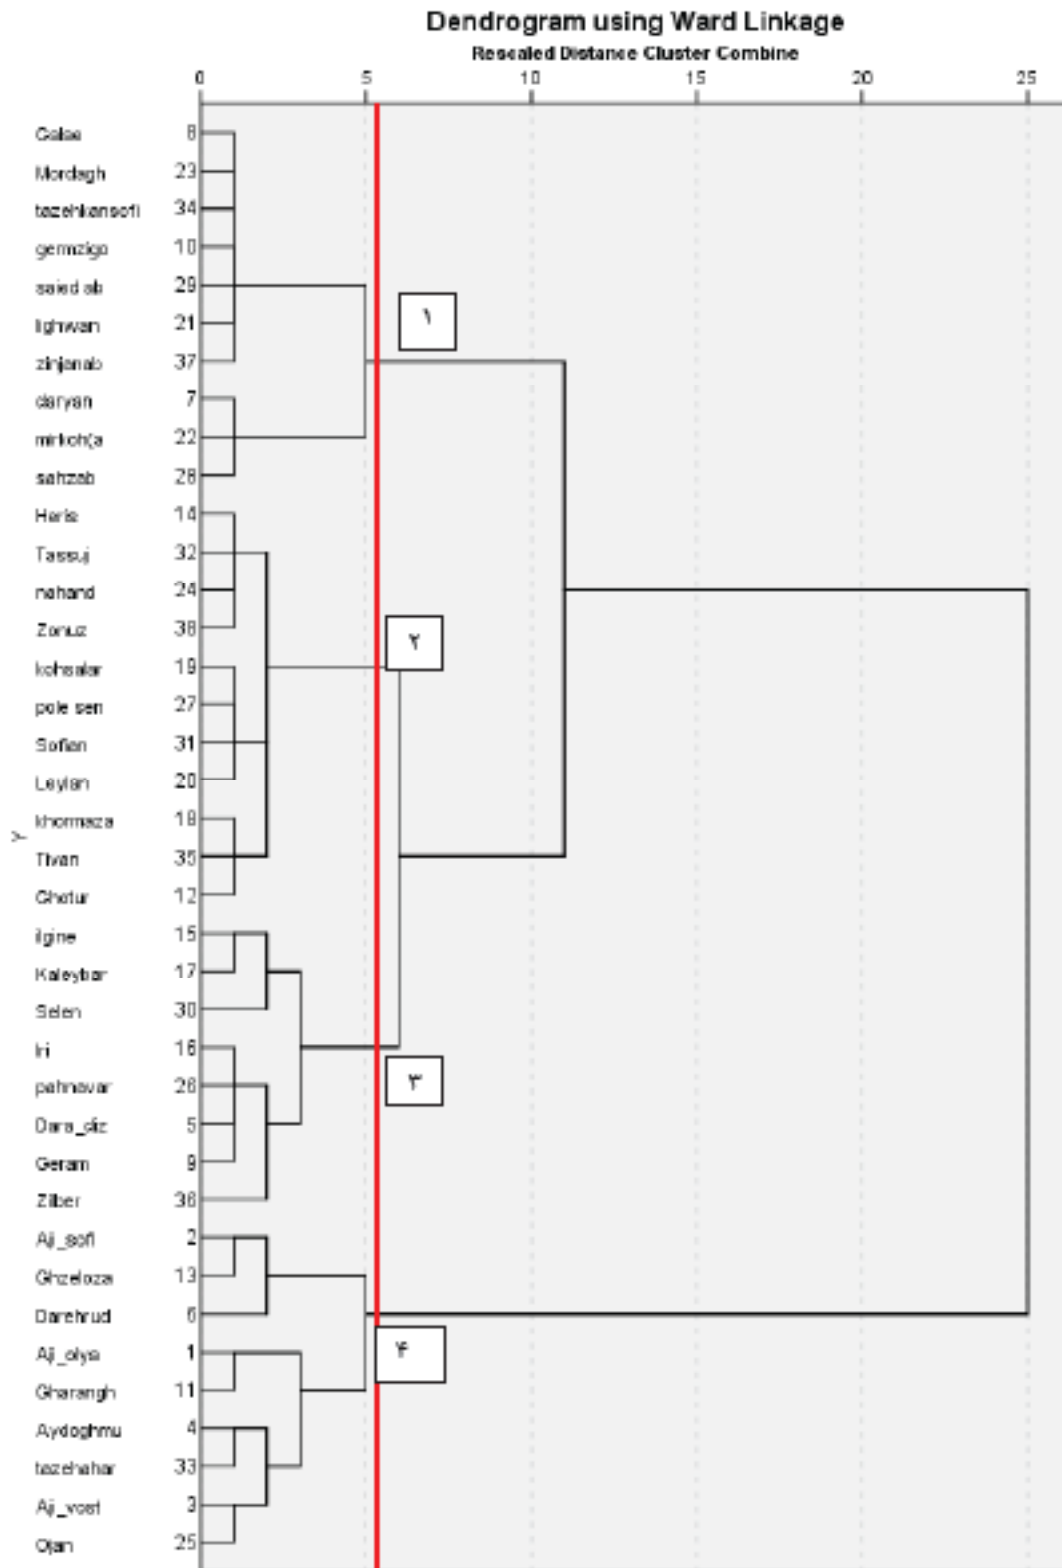 Dendrogram using Ward Linkage
Rescaled Distance Cluster Combine
0 5 10 15 20 25
Galae 8
Mordagh 23
tazehkansofi 34
germzigo 10
saied ab 29
lighwan 21
zinjanab 37
daryan 7
mirkoh(a 22
sahzab 28
Heris 14
Tassuj 32
nahand 24
Zonuz 38
kohsalar 19
pole sen 27
Sofian 31
Leylan 20
khormaza 18
Tivan 35
Ghotur 12
ilgine 15
Kaleybar 17
Selen 30
Iri 16
pahnavar 26
Dara_diz 5
Geram 9
Zilber 36
Aji_sofi 2
Ghzeloza 13
Darehrud 6
Aji_olya 1
Gharangh 11
Aydoghmu 4
tazehahar 33
Aji_vost 3
Ojan 25
Y
۱
۲
۳
۴